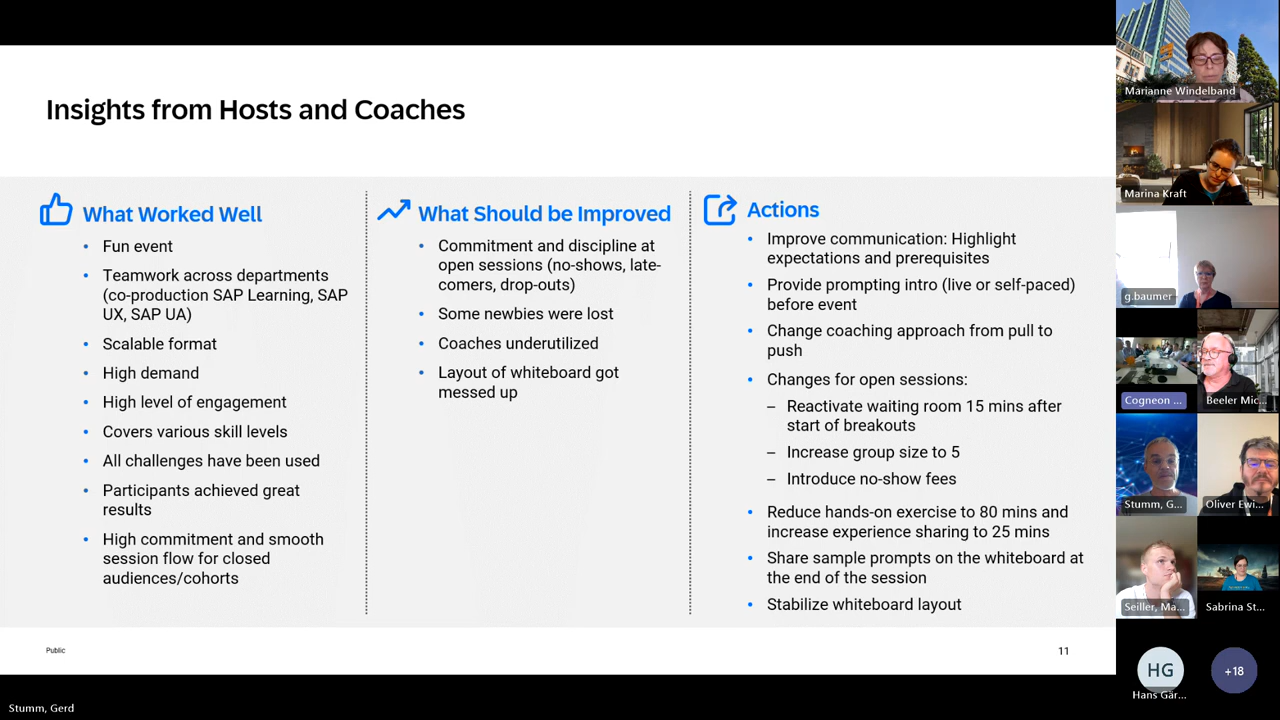 Insights from Hosts and Coaches
What Worked Well
• Fun event
• Teamwork across departments
(co-production SAP Learning, SAP
UX, SAP UA)
• Scalable format
• High demand
• High level of engagement
• Covers various skill levels
• All challenges have been used
• Participants achieved great
results
• High commitment and smooth
session flow for closed
audiences/cohorts
What Should be Improved
• Commitment and discipline at
open sessions (no-shows, late-
comers, drop-outs)
• Some newbies were lost
• Coaches underutilized
• Layout of whiteboard got
messed up
Actions
• Improve communication: Highlight
expectations and prerequisites
• Provide prompting intro (live or self-paced)
before event
• Change coaching approach from pull to
push
• Changes for open sessions:
– Reactivate waiting room 15 mins after
start of breakouts
– Increase group size to 5
– Introduce no-show fees
• Reduce hands-on exercise to 80 mins and
increase experience sharing to 25 mins
• Share sample prompts on the whiteboard at
the end of the session
• Stabilize whiteboard layout
Public
11
Stumm, Gerd
Marianne Windelband
Marina Kraft
g.baumer
Cogneon ...
Beeler Mic...
Stumm, G...
Oliver Ewi...
Seiller, Ma...
Sabrina St...
HG
Hans Gär...
+18